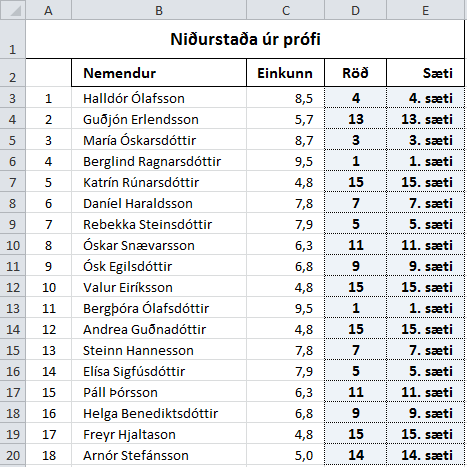 A B C D E
1 Niðurstaða úr prófi
2 Nemendur Einkunn Röð Sæti
3 1 Halldór Ólafsson 8,5 4 4. sæti
4 2 Guðjón Erlendsson 5,7 13 13. sæti
5 3 María Óskarsdóttir 8,7 3 3. sæti
6 4 Berglind Ragnarsdóttir 9,5 1 1. sæti
7 5 Katrín Rúnarsdóttir 4,8 15 15. sæti
8 6 Daníel Haraldsson 7,8 7 7. sæti
9 7 Rebekka Steinsdóttir 7,9 5 5. sæti
10 8 Óskar Snævarsson 6,3 11 11. sæti
11 9 Ósk Egilsdóttir 6,8 9 9. sæti
12 10 Valur Eiríksson 4,8 15 15. sæti
13 11 Bergþóra Ólafsdóttir 9,5 1 1. sæti
14 12 Andrea Guðnadóttir 4,8 15 15. sæti
15 13 Steinn Hannesson 7,8 7 7. sæti
16 14 Elísa Sigfúsdóttir 7,9 5 5. sæti
17 15 Páll Þórsson 6,3 11 11. sæti
18 16 Helga Benediktsdóttir 6,8 9 9. sæti
19 17 Freyr Hjaltason 4,8 15 15. sæti
20 18 Arnór Stefánsson 5,0 14 14. sæti